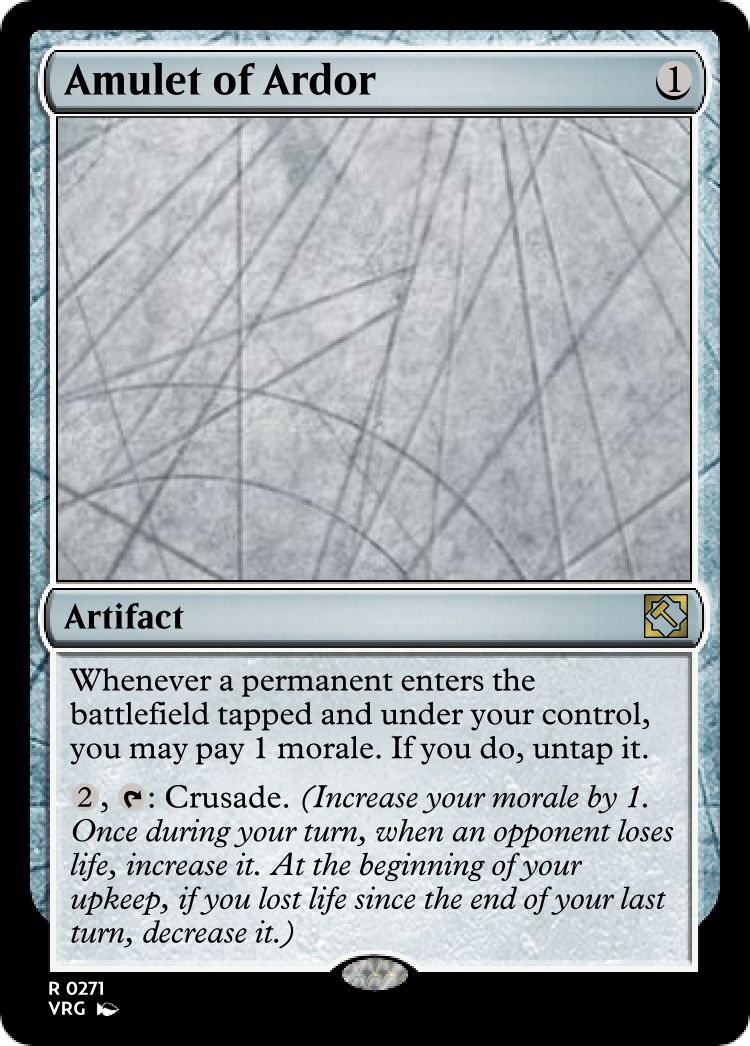 Amulet of Ardor 1
Artifact
Whenever a permanent enters the
battlefield tapped and under your control,
you may pay 1 morale. If you do, untap it.
2, : Crusade. (Increase your morale by 1.
Once during your turn, when an opponent loses
life, increase it. At the beginning of your
upkeep, if you lost life since the end of your last
turn, decrease it.)
R 0271
VRG